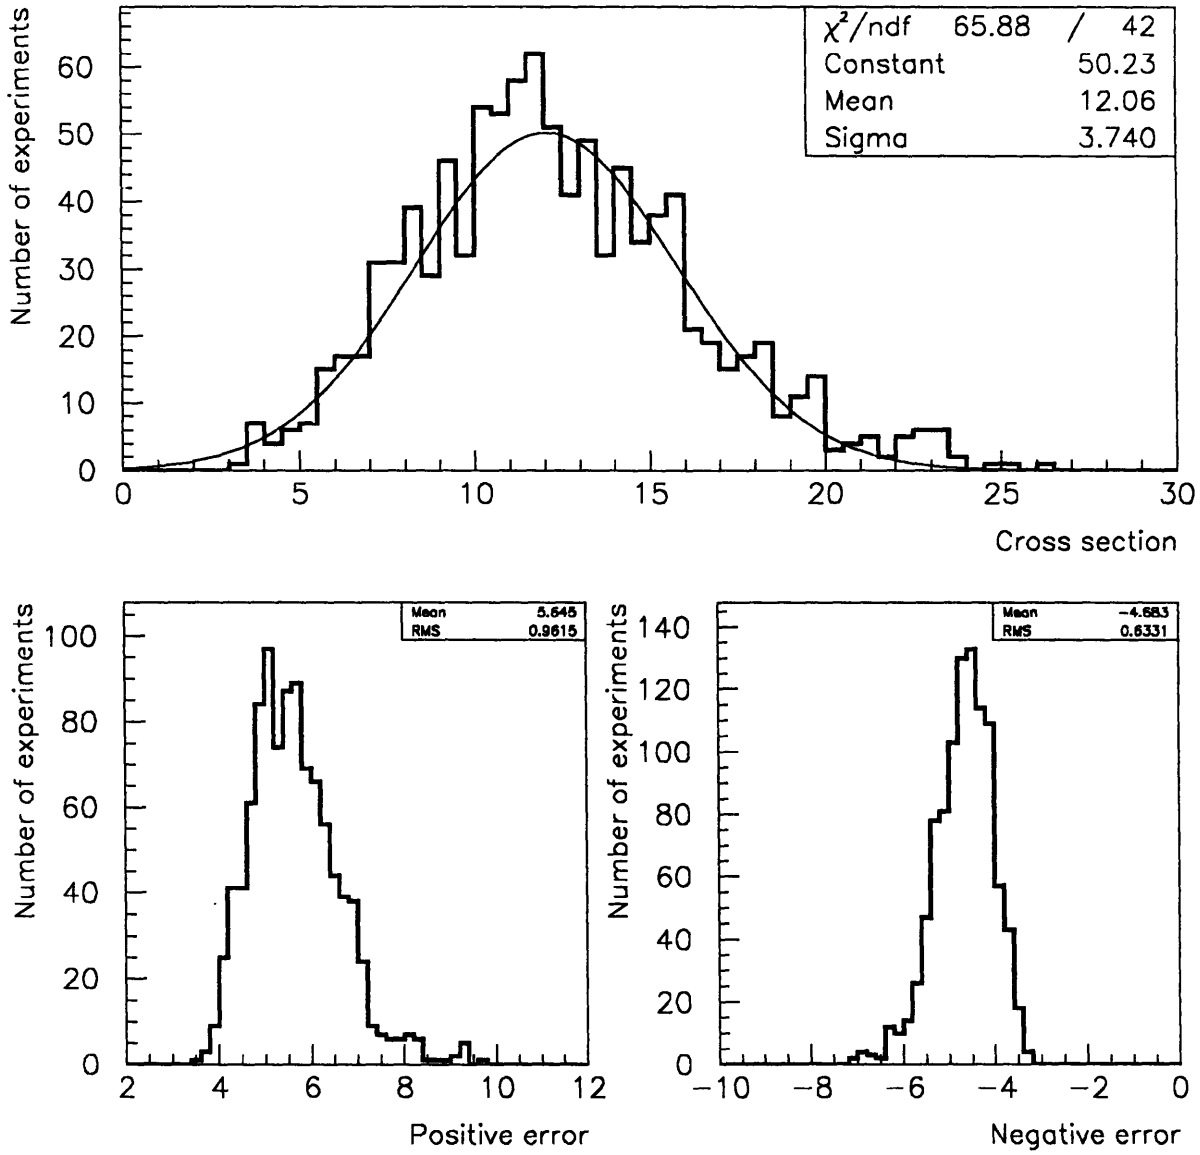 Number of experiments
60
50
40
30
20
10
0
χ²/ndf 65.88 / 42
Constant 50.23
Mean 12.06
Sigma 3.740
0 5 10 15 20 25 30
Cross section
Number of experiments
100
80
60
40
20
0
Mean 5.645
RMS 0.9615
2 4 6 8 10 12
Positive error
Number of experiments
140
120
100
80
60
40
20
0
Mean -4.683
RMS 0.6331
-10 -8 -6 -4 -2 0
Negative error